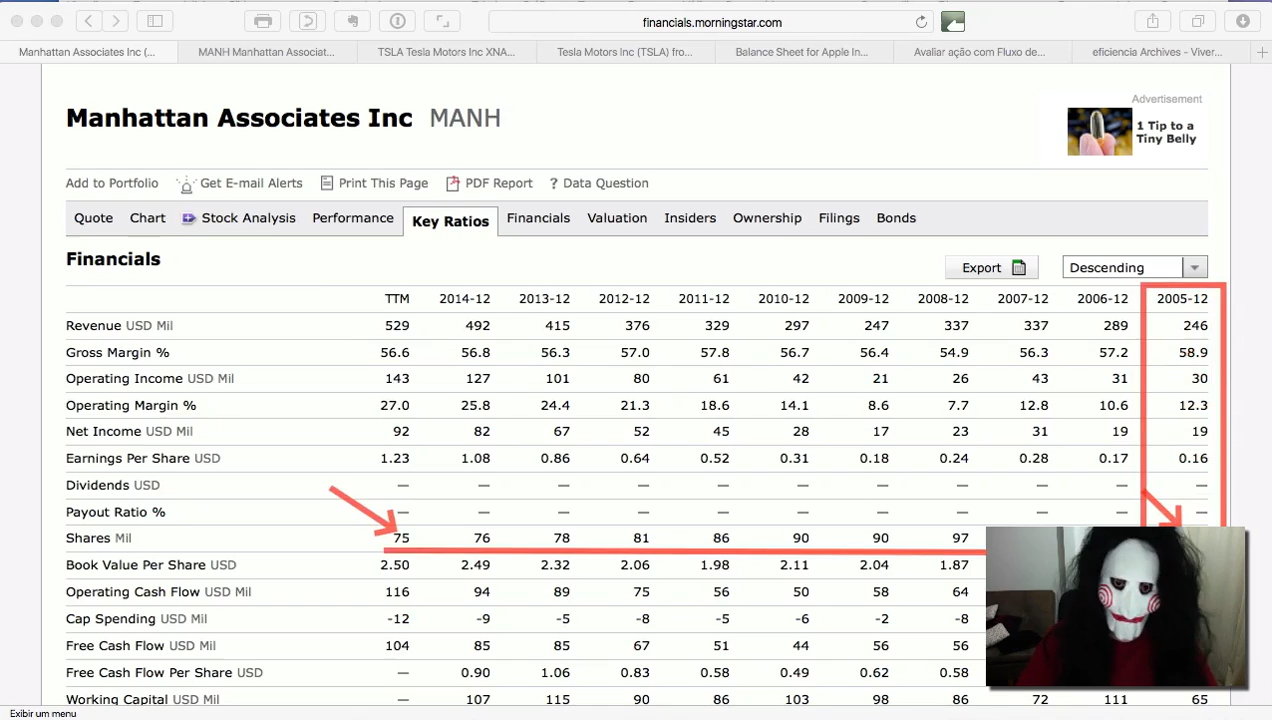 financials.morningstar.com
Manhattan Associates Inc (... MANH Manhattan Associat... TSLA Tesla Motors Inc XNA... Tesla Motors Inc (TSLA) fro... Balance Sheet for Apple In... Avaliar ação com Fluxo de... eficiencia Archives - Viver...
Manhattan Associates Inc MANH
Advertisement
1 Tip to a
Tiny Belly
Add to Portfolio Get E-mail Alerts Print This Page PDF Report ? Data Question
Quote Chart Stock Analysis Performance Key Ratios Financials Valuation Insiders Ownership Filings Bonds
Financials
Export Descending
TTM 2014-12 2013-12 2012-12 2011-12 2010-12 2009-12 2008-12 2007-12 2006-12 2005-12
Revenue USD Mil 529 492 415 376 329 297 247 337 337 289 246
Gross Margin % 56.6 56.8 56.3 57.0 57.8 56.7 56.4 54.9 56.3 57.2 58.9
Operating Income USD Mil 143 127 101 80 61 42 21 26 43 31 30
Operating Margin % 27.0 25.8 24.4 21.3 18.6 14.1 8.6 7.7 12.8 10.6 12.3
Net Income USD Mil 92 82 67 52 45 28 17 23 31 19 19
Earnings Per Share USD 1.23 1.08 0.86 0.64 0.52 0.31 0.18 0.24 0.28 0.17 0.16
Dividends USD — — — — — — — — — — —
Payout Ratio % — — — — — — — — — — —
Shares Mil 75 76 78 81 86 90 90 97
Book Value Per Share USD 2.50 2.49 2.32 2.06 1.98 2.11 2.04 1.87
Operating Cash Flow USD Mil 116 94 89 75 56 50 58 64
Cap Spending USD Mil -12 -9 -5 -8 -5 -6 -2 -8
Free Cash Flow USD Mil 104 85 85 67 51 44 56 56
Free Cash Flow Per Share USD — 0.90 1.06 0.83 0.58 0.49 0.62 0.58
Working Capital USD Mil — 107 115 90 86 103 98 86 72 111 65
Exibir um menu